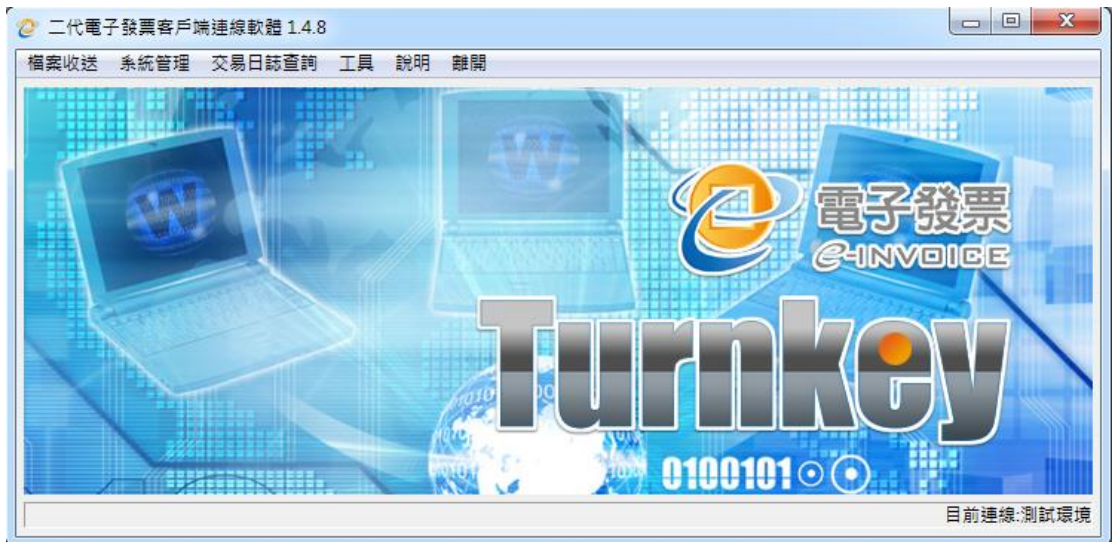 二代電子發票客戶端連線軟體 1.4.8
檔案收送 系統管理 交易日誌查詢 工具 說明 離開
電子發票
e-INVOICE
Turnkey
0100101
目前連線:測試環境